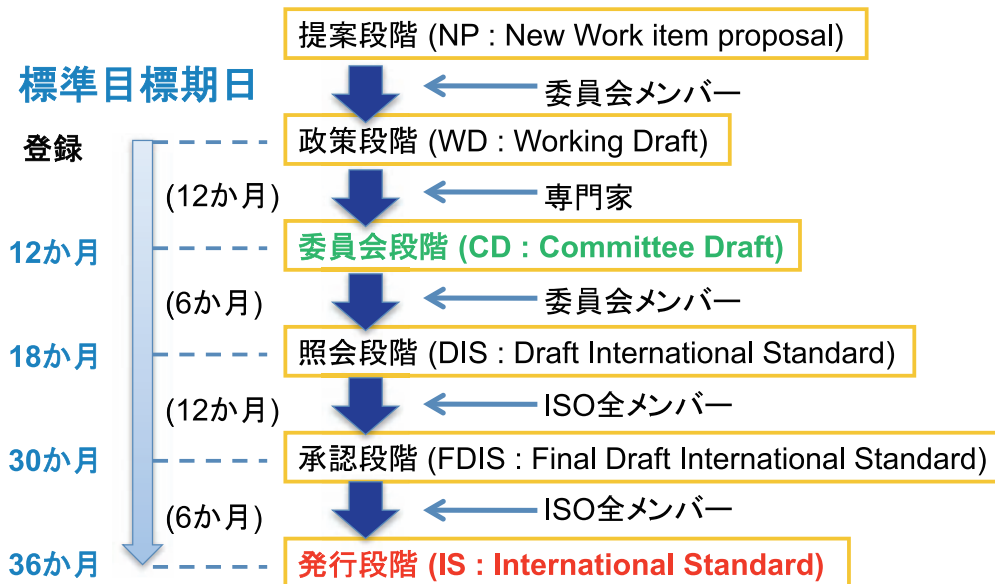 提案段階 (NP : New Work item proposal)
標準目標期日
委員会メンバー
登録
政策段階 (WD : Working Draft)
(12か月)
専門家
12か月
委員会段階 (CD : Committee Draft)
(6か月)
委員会メンバー
18か月
照会段階 (DIS : Draft International Standard)
(12か月)
ISO全メンバー
30か月
承認段階 (FDIS : Final Draft International Standard)
(6か月)
ISO全メンバー
36か月
発行段階 (IS : International Standard)